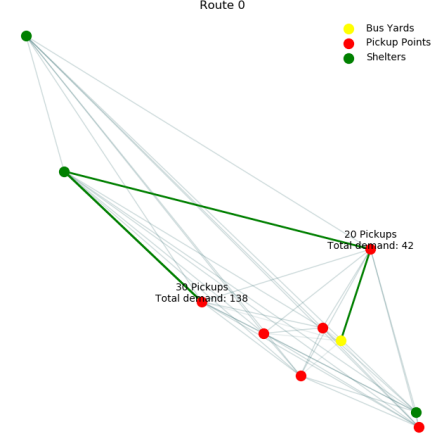 Route 0
Bus Yards
Pickup Points
Shelters
20 Pickups
Total demand: 42
30 Pickups
Total demand: 138